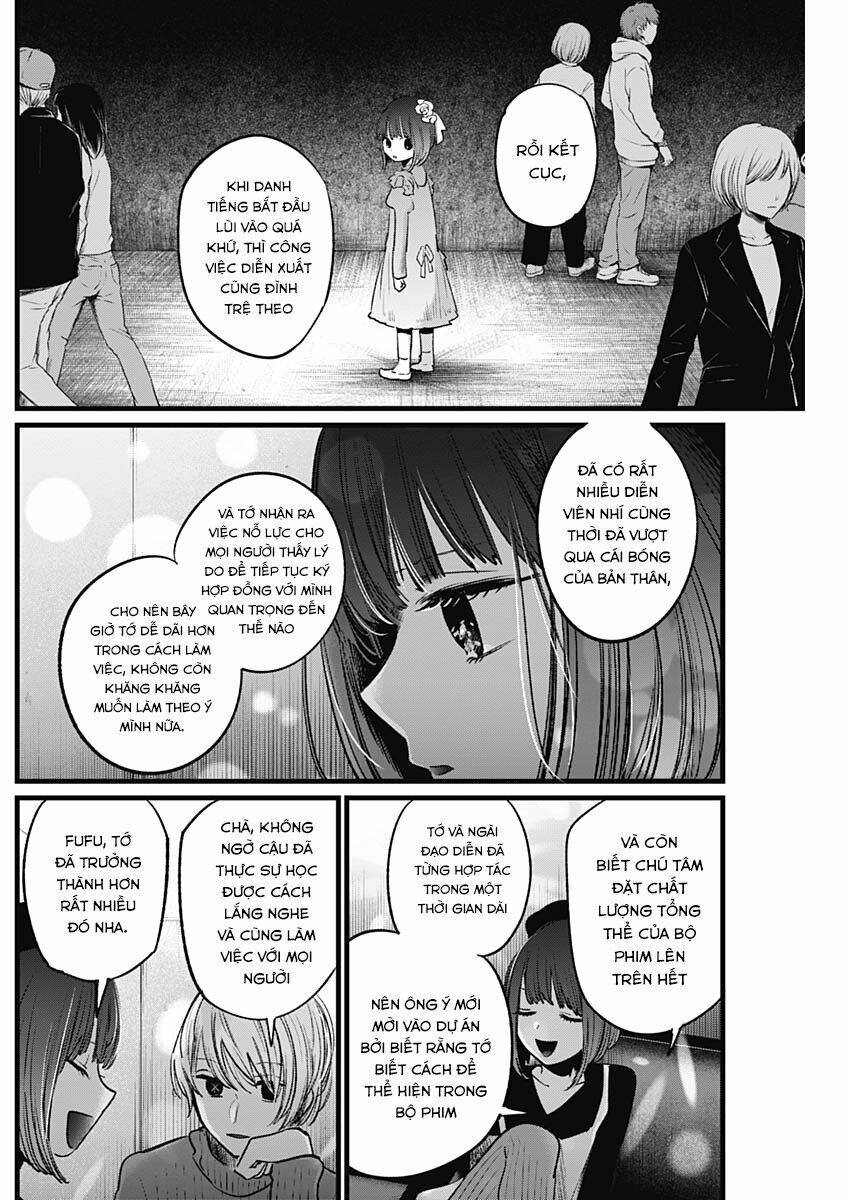 RỒI KẾT
CỤC,
KHI DANH
TIẾNG BẮT ĐẦU
LÙI VÀO QUÁ
KHỨ, THÌ CÔNG
VIỆC DIỄN XUẤT
CŨNG ĐÌNH
TRỆ THEO
ĐÃ CÓ RẤT
NHIỀU DIỄN
VIÊN NHÍ CÙNG
THỜI ĐÃ VƯỢT
QUA CÁI BÓNG
CỦA BẢN THÂN,
VÀ TỚ NHẬN RA
VIỆC NỖ LỰC CHO
MỌI NGƯỜI THẤY LÝ
DO ĐỂ TIẾP TỤC KÝ
HỢP ĐỒNG VỚI MÌNH
QUAN TRỌNG ĐẾN
THẾ NÀO
CHO NÊN BÂY
GIỜ TỚ DỄ DÃI HƠN
TRONG CÁCH LÀM
VIỆC, KHÔNG CÒN
KHĂNG KHĂNG
MUỐN LÀM THEO Ý
MÌNH NỮA.
VÀ CÒN
BIẾT CHÚ TÂM
ĐẶT CHẤT
LƯỢNG TỔNG
THỂ CỦA BỘ
PHIM LÊN
TRÊN HẾT
TỚ VÀ NGÀI
ĐẠO DIỄN ĐÃ
TỪNG HỢP TÁC
TRONG MỘT
THỜI GIAN DÀI
NÊN ÔNG Ý MỚI
MỜI VÀO DỰ ÁN
BỞI BIẾT RẰNG TỚ
BIẾT CÁCH ĐỂ
THỂ HIỆN TRONG
BỘ PHIM
CHÀ, KHÔNG
NGỜ CẬU ĐÃ
THỰC SỰ HỌC
ĐƯỢC CÁCH
LẮNG NGHE
VÀ CÙNG LÀM
VIỆC VỚI MỌI
NGƯỜI
FUFU, TỚ
ĐÃ TRƯỞNG
THÀNH HƠN
RẤT NHIỀU
ĐÓ NHA.